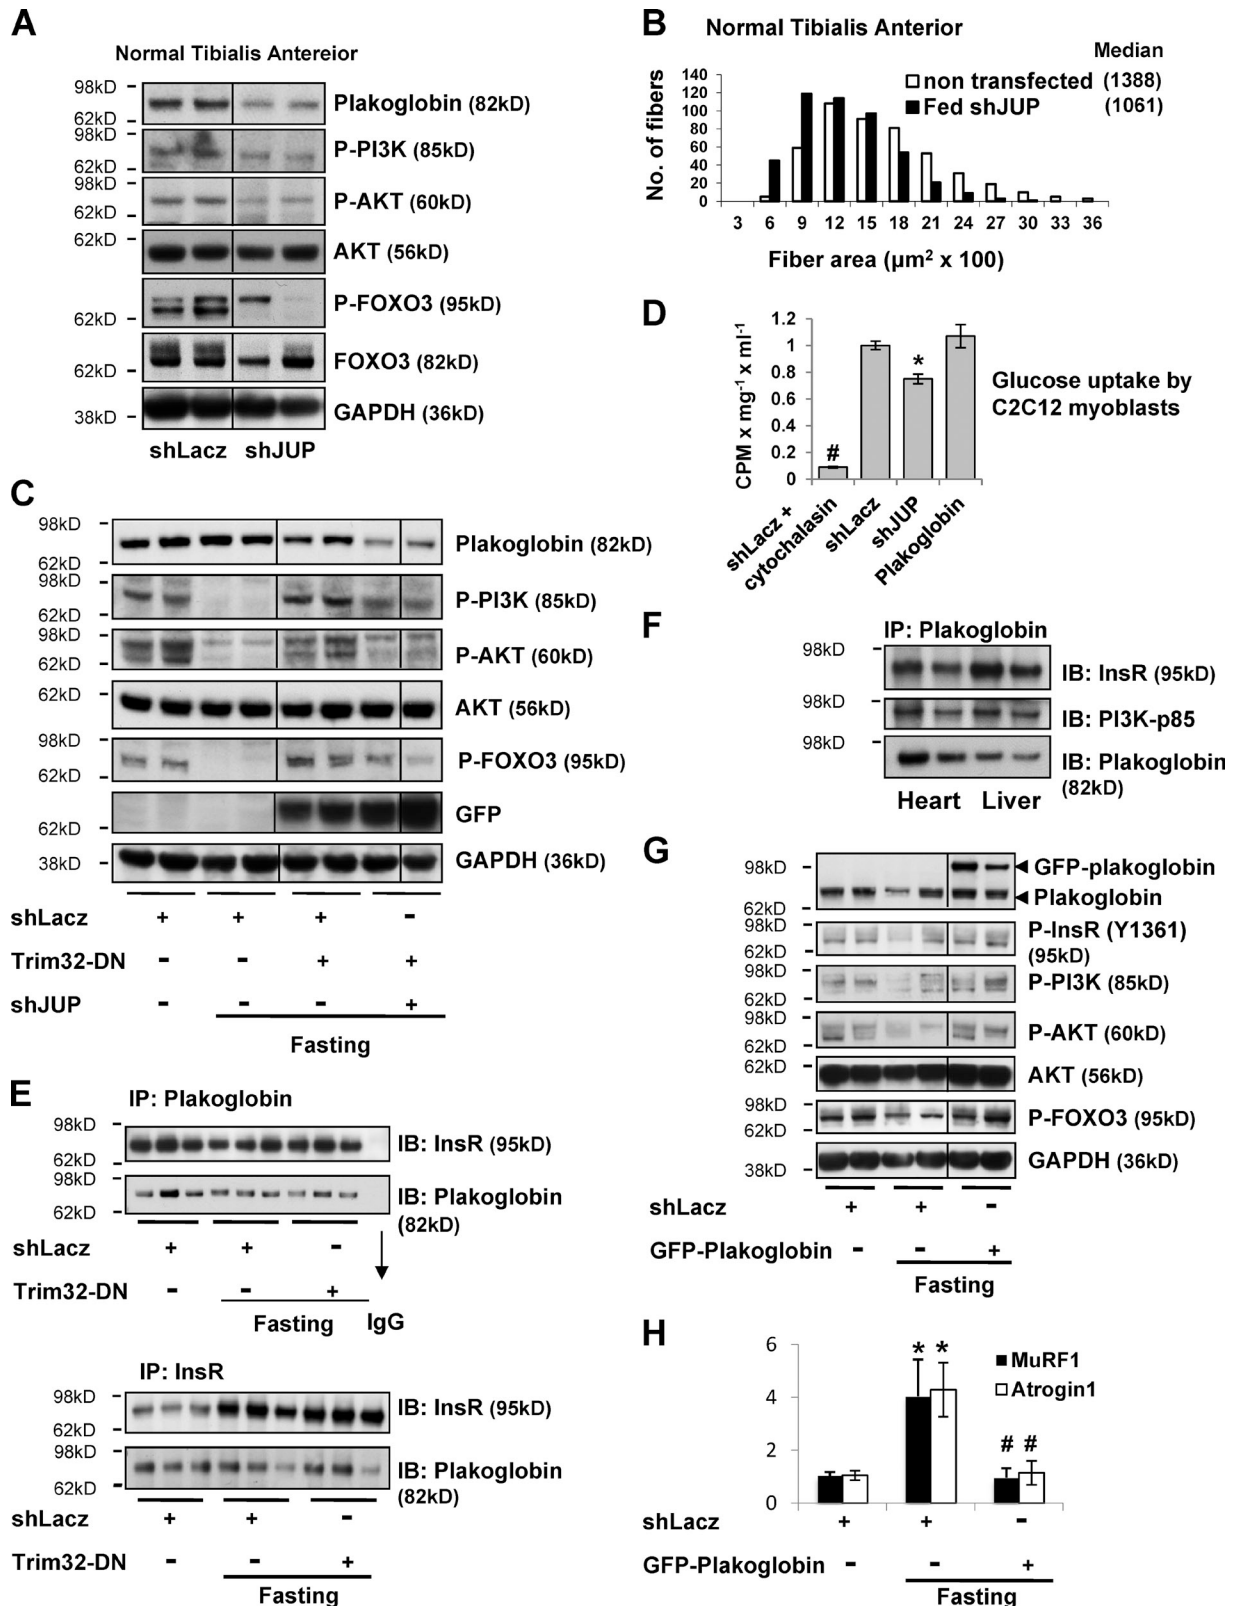 A
Normal Tibialis Antereior
98kD
62kD
Plakoglobin (82kD)
98kD
62kD
P-PI3K (85kD)
98kD
62kD
P-AKT (60kD)
62kD
AKT (56kD)
62kD
P-FOXO3 (95kD)
62kD
FOXO3 (82kD)
38kD
GAPDH (36kD)
shLacz shJUP
B
Normal Tibialis Anterior
Median
non transfected (1388)
Fed shJUP (1061)
No. of fibers
140
120
100
80
60
40
20
0
3 6 9 12 15 18 21 24 27 30 33 36
Fiber area (µm² x 100)
C
98kD
62kD
Plakoglobin (82kD)
98kD
62kD
P-PI3K (85kD)
98kD
62kD
P-AKT (60kD)
62kD
AKT (56kD)
98kD
62kD
P-FOXO3 (95kD)
62kD
GFP
38kD
GAPDH (36kD)
shLacz + + + -
Trim32-DN - - + +
shJUP - - - +
Fasting
D
CPM x mg⁻¹ x ml⁻¹
1.2
1
0.8
0.6
0.4
0.2
0
#
*
shLacz +
cytochalasin
shLacz
shJUP
Plakoglobin
Glucose uptake by
C2C12 myoblasts
E
IP: Plakoglobin
98kD
62kD
IB: InsR (95kD)
98kD
62kD
IB: Plakoglobin
(82kD)
shLacz + + -
Trim32-DN - - +
Fasting
IgG
IP: InsR
98kD
62kD
IB: InsR (95kD)
98kD
62kD
IB: Plakoglobin
(82kD)
shLacz + + -
Trim32-DN - - +
Fasting
F
IP: Plakoglobin
98kD
IB: InsR (95kD)
98kD
IB: PI3K-p85
98kD
IB: Plakoglobin
(82kD)
Heart Liver
G
98kD
62kD
GFP-plakoglobin
Plakoglobin
98kD
62kD
P-InsR (Y1361)
(95kD)
98kD
62kD
P-PI3K (85kD)
98kD
62kD
P-AKT (60kD)
62kD
AKT (56kD)
98kD
62kD
P-FOXO3 (95kD)
38kD
GAPDH (36kD)
shLacz + + -
GFP-Plakoglobin - - +
Fasting
H
6
4
2
0
* *
# #
MuRF1
Atrogin1
shLacz + + -
GFP-Plakoglobin - - +
Fasting